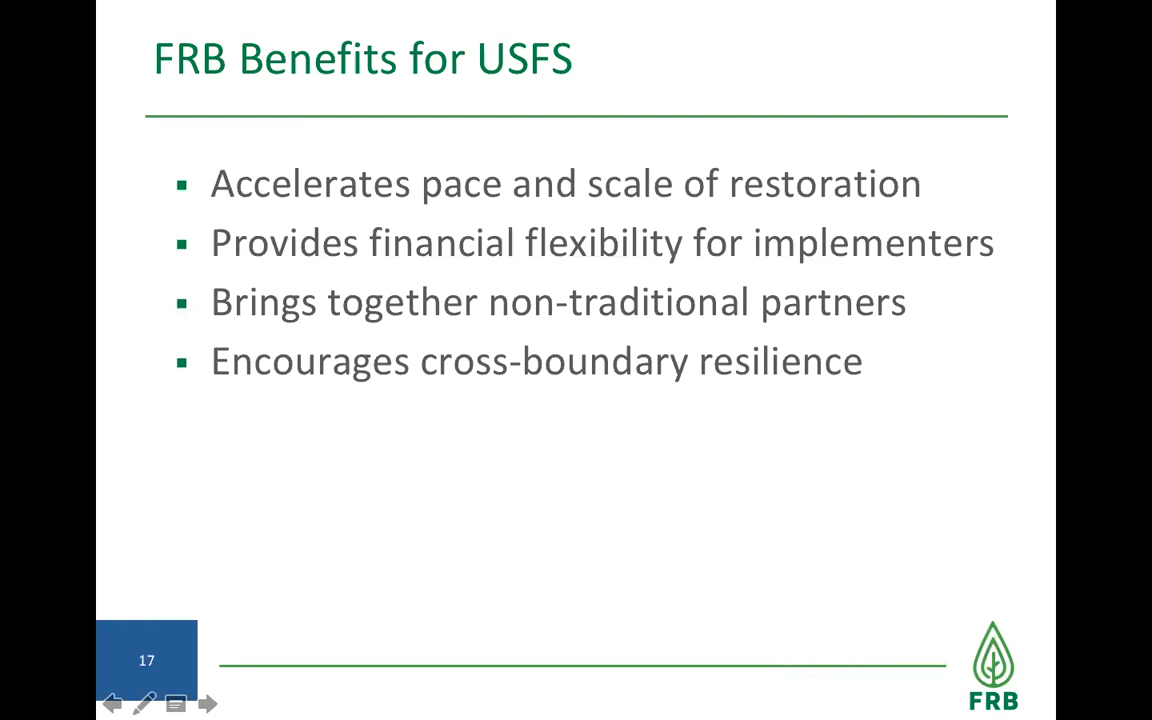 FRB Benefits for USFS
▪ Accelerates pace and scale of restoration
▪ Provides financial flexibility for implementers
▪ Brings together non-traditional partners
▪ Encourages cross-boundary resilience
17
FRB